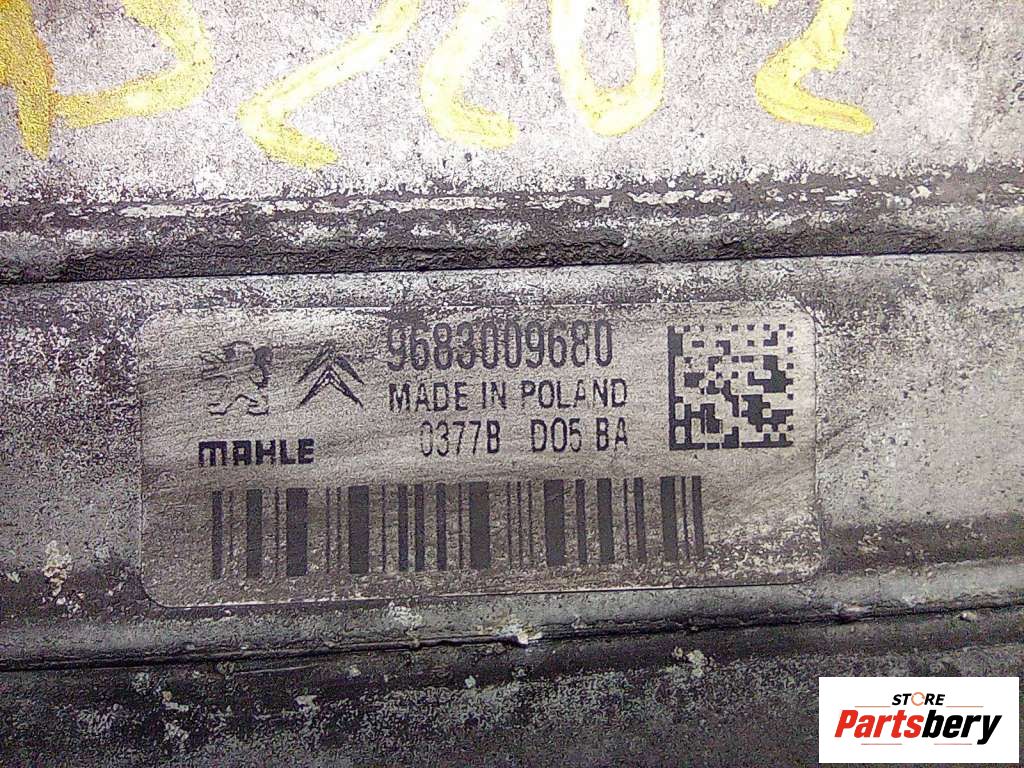 9683009680
MADE IN POLAND
0377B D05 BA
MAHLE
STORE
Partsbery